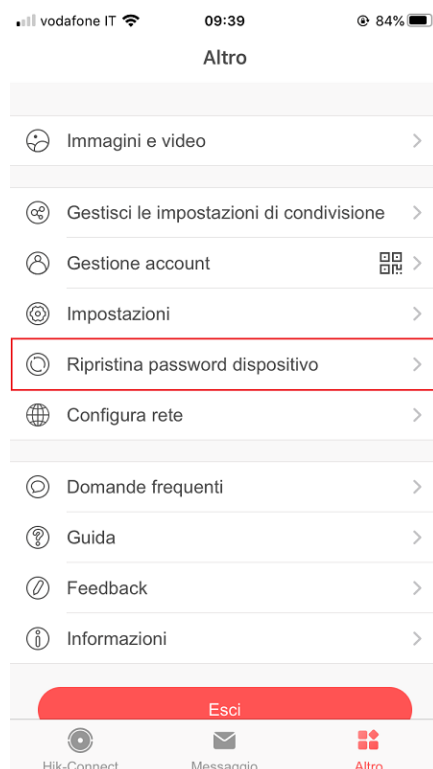 vodafone IT 09:39 84%
Altro
Immagini e video
Gestisci le impostazioni di condivisione
Gestione account
Impostazioni
Ripristina password dispositivo
Configura rete
Domande frequenti
Guida
Feedback
Informazioni
Esci
Hik-Connect Messaggio Altro